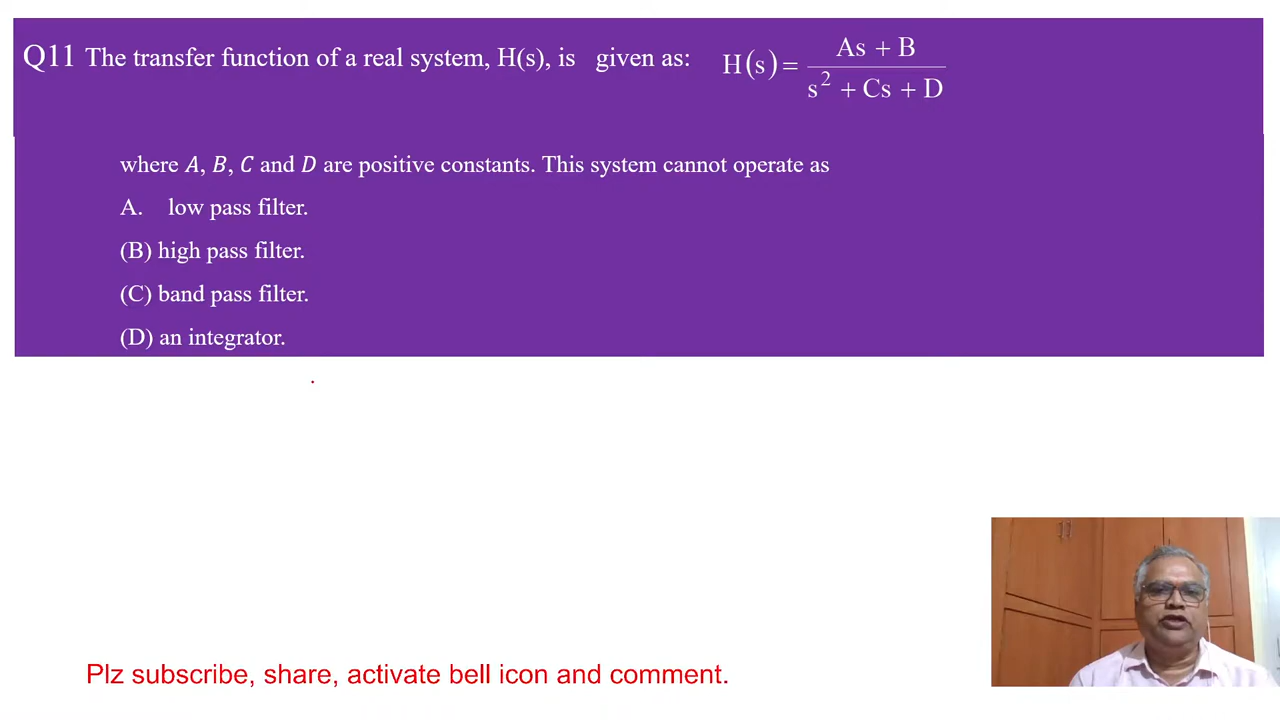 Q11 The transfer function of a real system, H(s), is given as: H(s) = (As + B) / (s² + Cs + D)
where A, B, C and D are positive constants. This system cannot operate as
A. low pass filter.
(B) high pass filter.
(C) band pass filter.
(D) an integrator.
Plz subscribe, share, activate bell icon and comment.